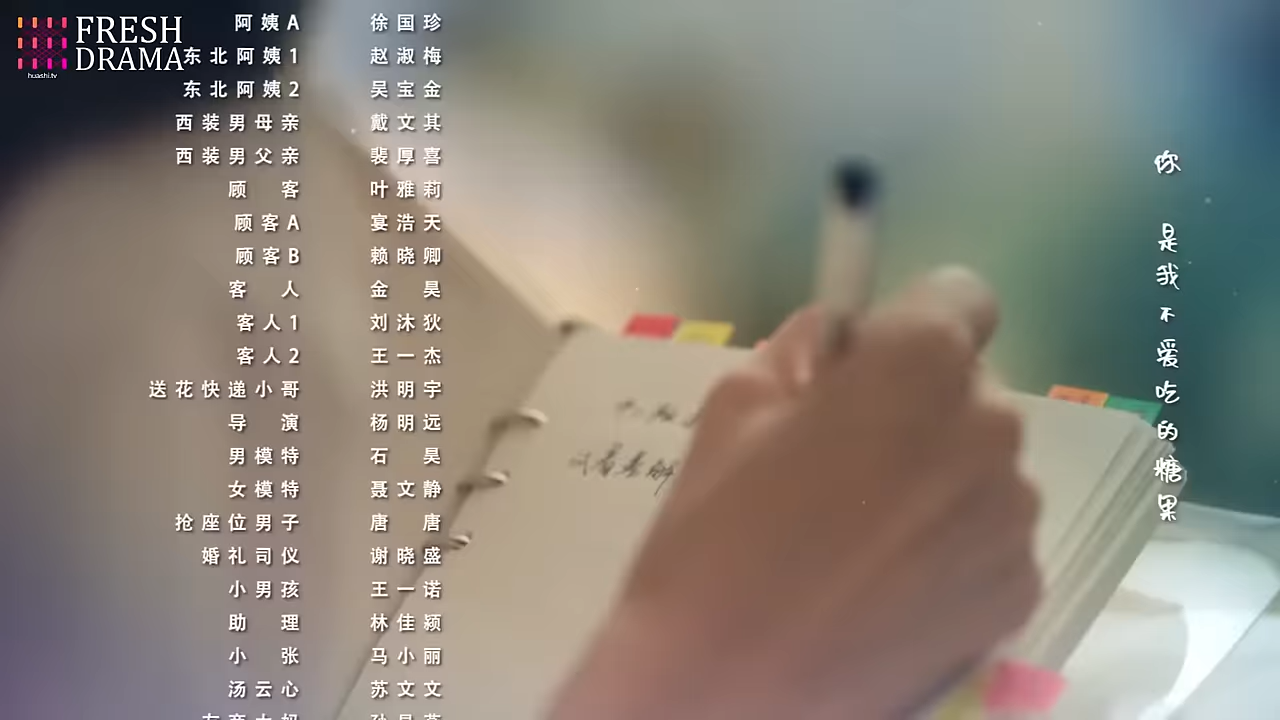 FRESH
DRAMA
huashi.tv
阿姨A 徐国珍
东北阿姨1 赵淑梅
东北阿姨2 吴宝金
西装男母亲 戴文其
西装男父亲 裴厚喜
顾客 叶雅莉
顾客A 宴浩天
顾客B 赖晓卿
客人 金昊
客人1 刘沐狄
客人2 王一杰
送花快递小哥 洪明宇
导演 杨明远
男模特 石昊
女模特 聂文静
抢座位男子 唐唐
婚礼司仪 谢晓盛
小男孩 王一诺
助理 林佳颖
小张 马小丽
汤云心 苏文文
你 是我不爱吃的糖果